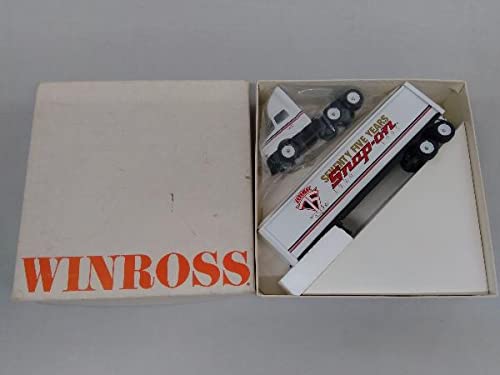 WINROSS
SEVENTY FIVE YEARS
Snap-on